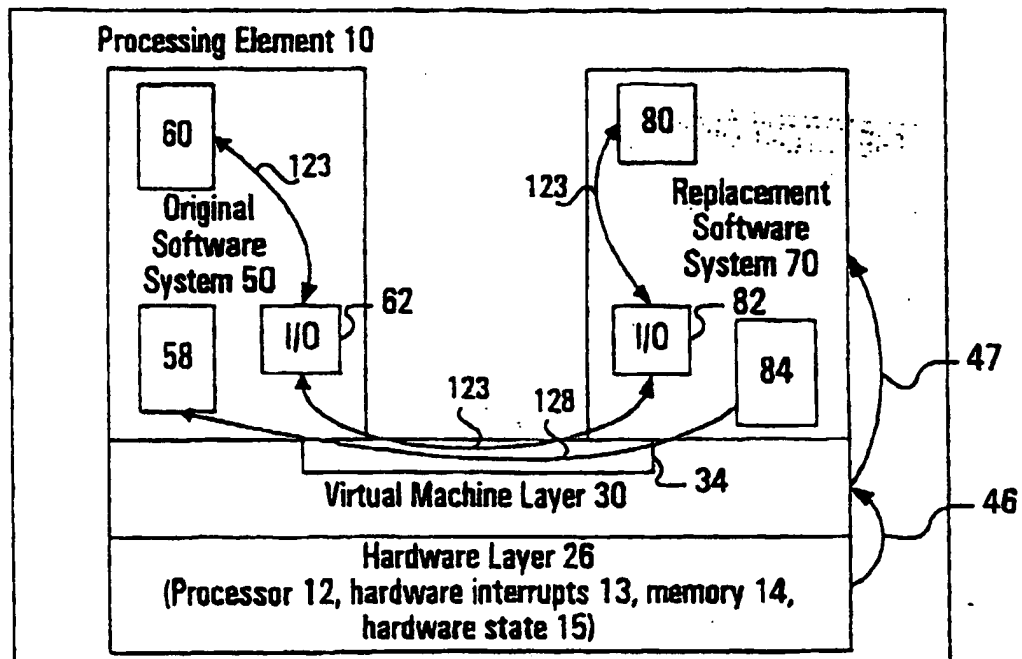 Processing Element 10
60
80
123
123
Original
Software
System 50
Replacement
Software
System 70
62
82
58
I/O
I/O
84
47
123
128
34
Virtual Machine Layer 30
46
Hardware Layer 26
(Processor 12, hardware interrupts 13, memory 14,
hardware state 15)